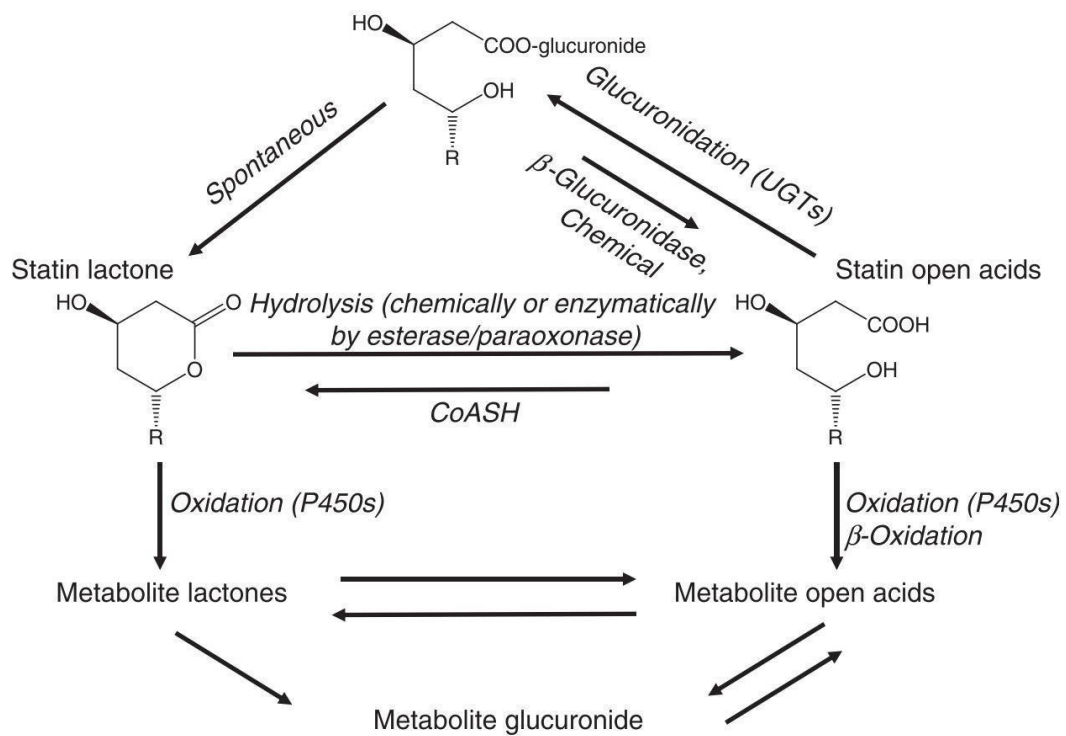 HO
COO-glucuronide
OH
R
Spontaneous
Glucuronidation (UGTs)
β-Glucuronidase,
Chemical
Statin lactone
Statin open acids
HO
O
O
R
Hydrolysis (chemically or enzymatically
by esterase/paraoxonase)
CoASH
HO
COOH
OH
R
Oxidation (P450s)
Oxidation (P450s)
β-Oxidation
Metabolite lactones
Metabolite open acids
Metabolite glucuronide